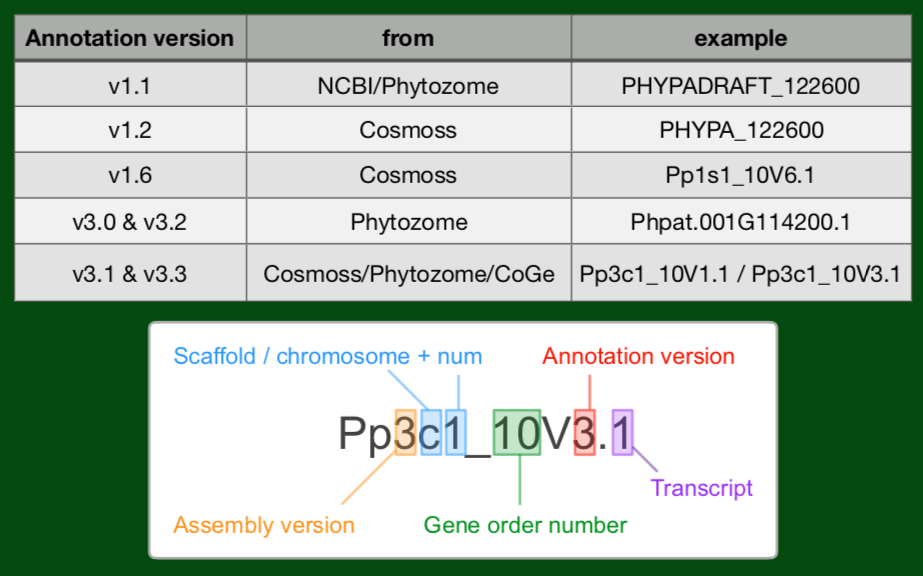 Annotation version from example
v1.1 NCBI/Phytozome PHYPADRAFT_122600
v1.2 Cosmoss PHYPA_122600
v1.6 Cosmoss Pp1s1_10V6.1
v3.0 & v3.2 Phytozome Phpat.001G114200.1
v3.1 & v3.3 Cosmoss/Phytozome/CoGe Pp3c1_10V1.1 / Pp3c1_10V3.1
Scaffold / chromosome + num Annotation version
Pp3c1_10V3.1
Transcript
Assembly version Gene order number